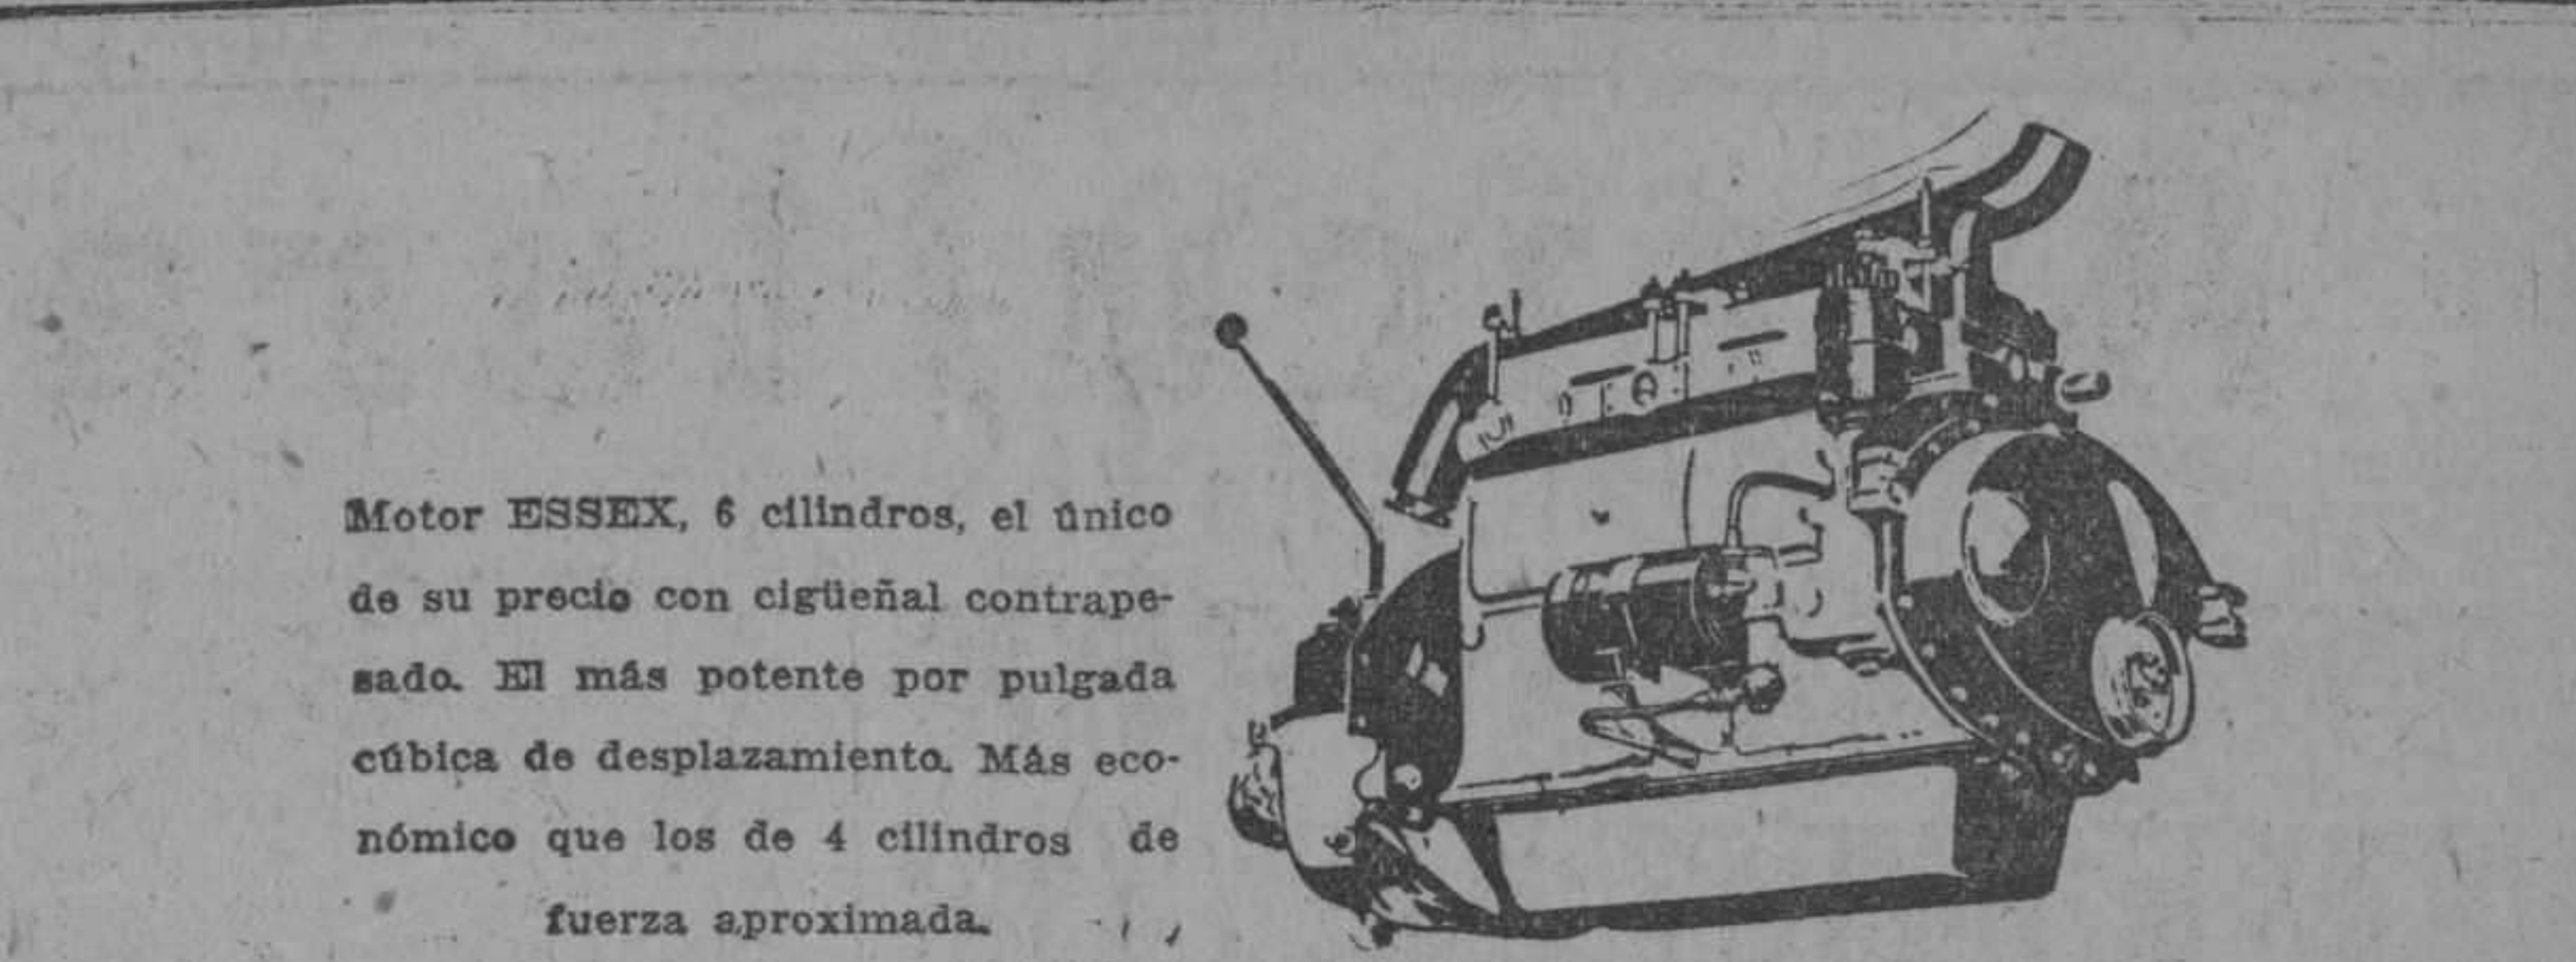 Motor ESSEX, 6 cilindros, el único
de su precio con cigüeñal contrape-
sado. El más potente por pulgada
cúbica de desplazamiento. Más eco-
nómico que los de 4 cilindros de
fuerza aproximada.